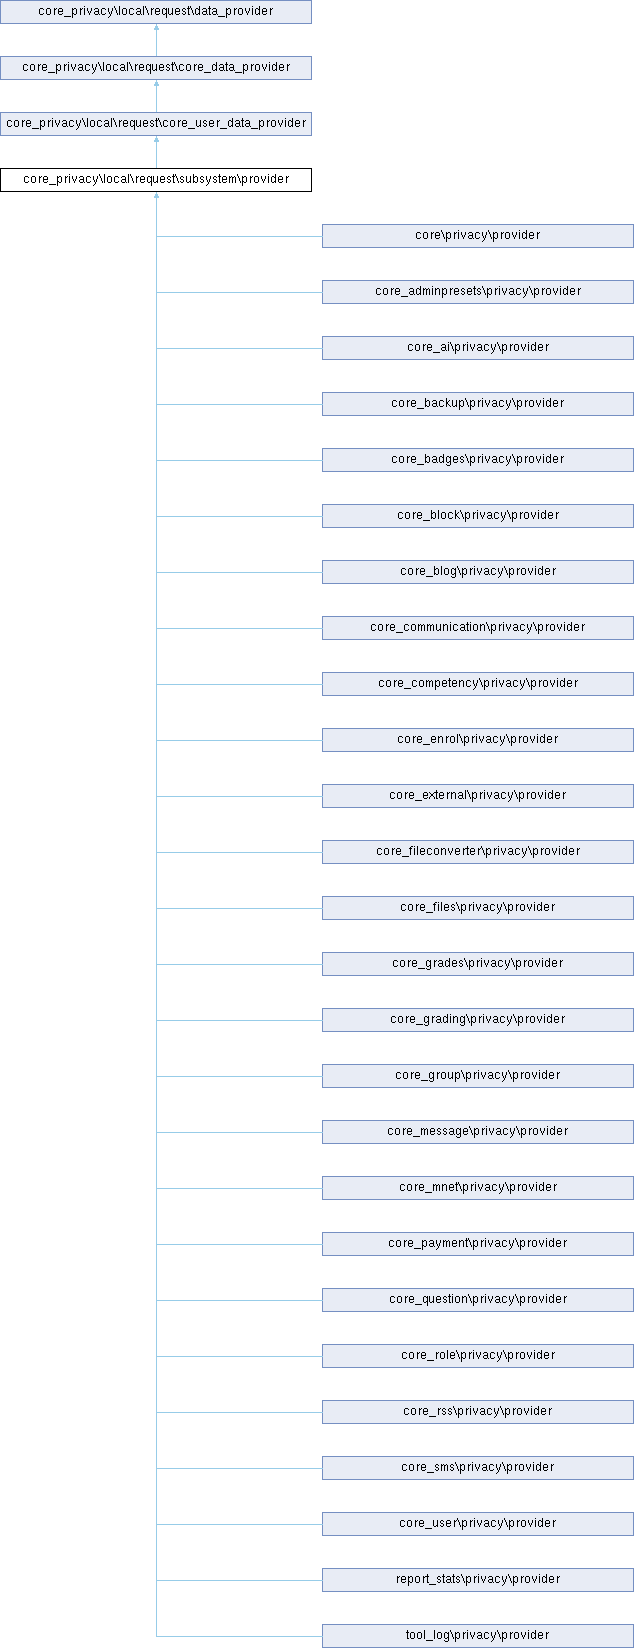 core_privacy\local\request\data_provider
core_privacy\local\request\core_data_provider
core_privacy\local\request\core_user_data_provider
core_privacy\local\request\subsystem\provider
core\privacy\provider
core_adminpresets\privacy\provider
core_ai\privacy\provider
core_backup\privacy\provider
core_badges\privacy\provider
core_block\privacy\provider
core_blog\privacy\provider
core_communication\privacy\provider
core_competency\privacy\provider
core_enrol\privacy\provider
core_external\privacy\provider
core_fileconverter\privacy\provider
core_files\privacy\provider
core_grades\privacy\provider
core_grading\privacy\provider
core_group\privacy\provider
core_message\privacy\provider
core_mnet\privacy\provider
core_payment\privacy\provider
core_question\privacy\provider
core_role\privacy\provider
core_rss\privacy\provider
core_sms\privacy\provider
core_user\privacy\provider
report_stats\privacy\provider
tool_log\privacy\provider